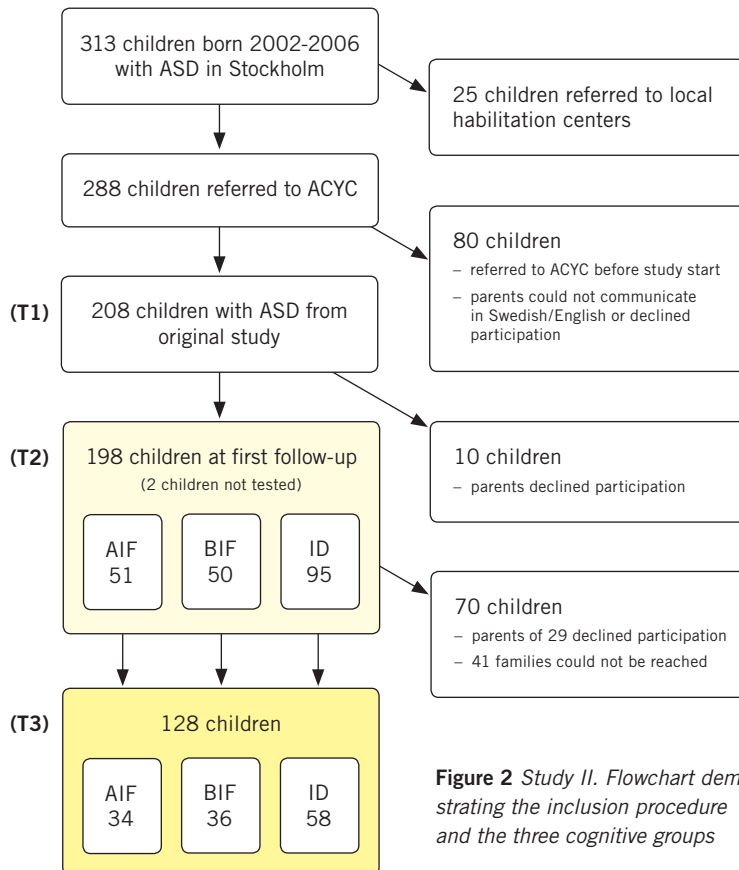 313 children born 2002-2006
with ASD in Stockholm
25 children referred to local
habilitation centers
288 children referred to ACYC
80 children
– referred to ACYC before study start
– parents could not communicate
in Swedish/English or declined
participation
(T1)
208 children with ASD from
original study
(T2)
198 children at first follow-up
(2 children not tested)
AIF
51
BIF
50
ID
95
10 children
– parents declined participation
70 children
– parents of 29 declined participation
– 41 families could not be reached
(T3)
128 children
AIF
34
BIF
36
ID
58
Figure 2 Study II. Flowchart dem
strating the inclusion procedure
and the three cognitive groups